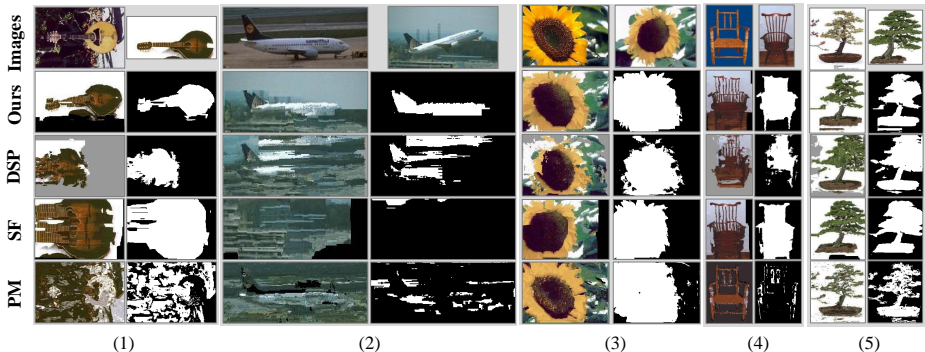 Images
Ours
DSP
SF
PM
(1) (2) (3) (4) (5)